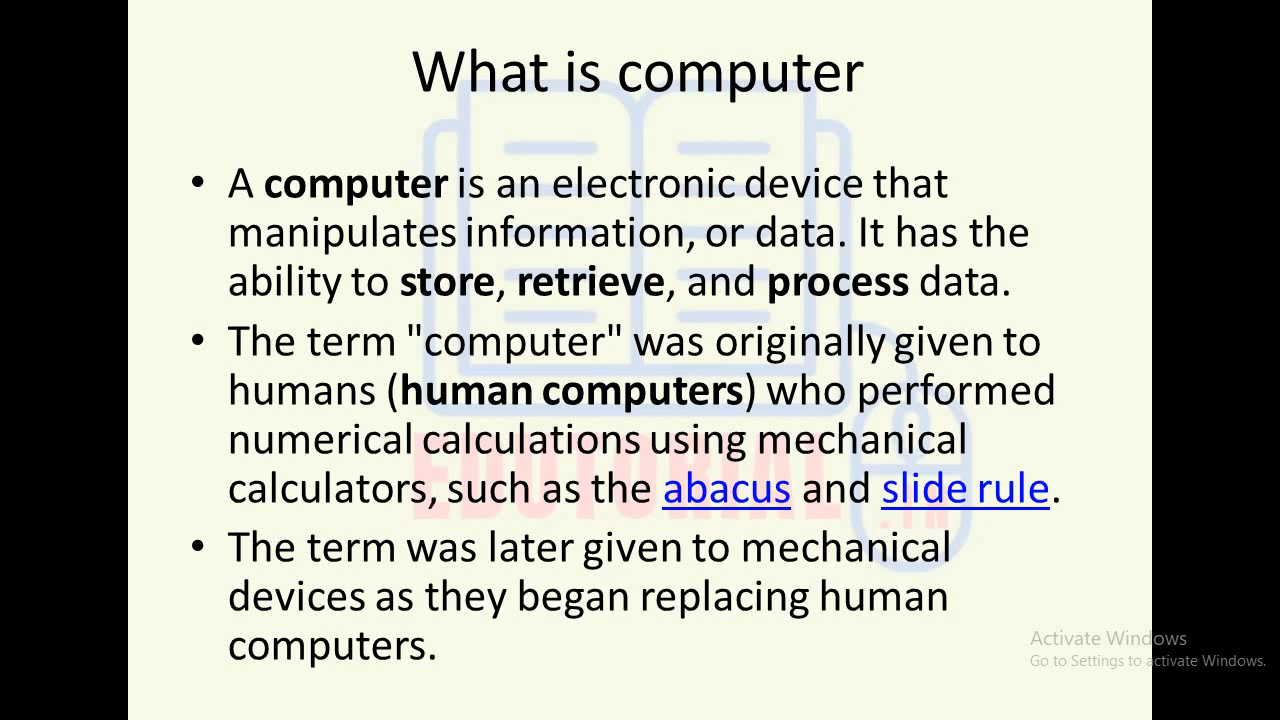 What is computer
• A computer is an electronic device that
manipulates information, or data. It has the
ability to store, retrieve, and process data.
• The term "computer" was originally given to
humans (human computers) who performed
numerical calculations using mechanical
calculators, such as the abacus and slide rule.
• The term was later given to mechanical
devices as they began replacing human
computers.
EDUTORIAL
.IN
Activate Windows
Go to Settings to activate Windows.